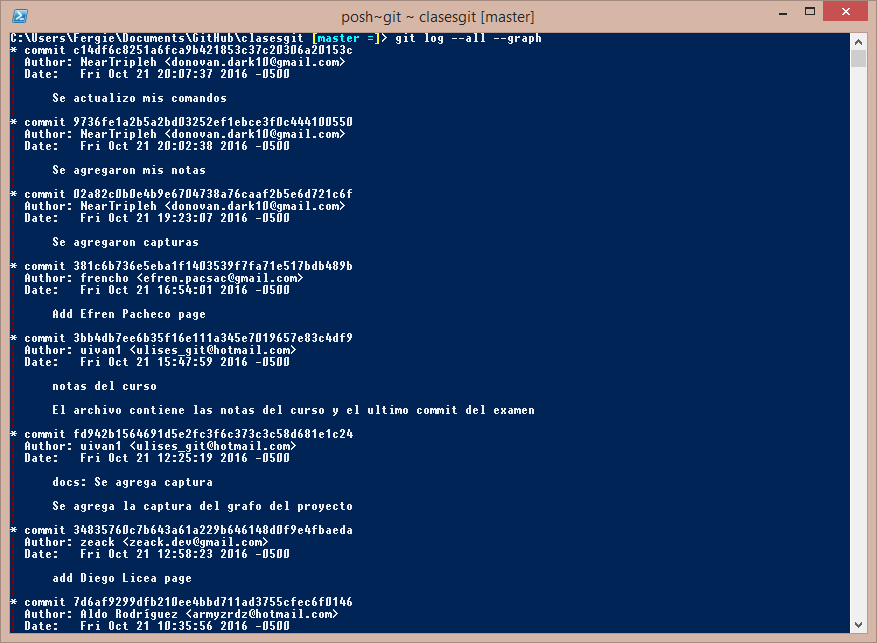 posh~git ~ clasesgit [master]
C:\Users\Fergie\Documents\GitHub\clasesgit [master =]> git log --all --graph
* commit c14df6c8251a6fca9b421853c37c20306a20153c
Author: NearTripleh <donovan.dark10@gmail.com>
Date:   Fri Oct 21 20:07:37 2016 -0500
Se actualizo mis comandos
* commit 9736fe1a2b5a2bd03252ef1ebce3f0c444100550
Author: NearTripleh <donovan.dark10@gmail.com>
Date:   Fri Oct 21 20:02:38 2016 -0500
Se agregaron mis notas
* commit 02a82c0b0e4b9e6704738a76caaf2b5e6d721c6f
Author: NearTripleh <donovan.dark10@gmail.com>
Date:   Fri Oct 21 19:23:07 2016 -0500
Se agregaron capturas
* commit 381c6b736e5eba1f1403539f7fa71e517bdb489b
Author: frencho <efren.pacsac@gmail.com>
Date:   Fri Oct 21 16:54:01 2016 -0500
Add Efren Pacheco page
* commit 3bb4db7ee6b35f16e111a345e7019657e83c4df9
Author: uivan1 <ulises_git@hotmail.com>
Date:   Fri Oct 21 15:47:59 2016 -0500
notas del curso
El archivo contiene las notas del curso y el ultimo commit del examen
* commit fd942b1564691d5e2fc3f6c373c3c58d681e1c24
Author: uivan1 <ulises_git@hotmail.com>
Date:   Fri Oct 21 12:25:19 2016 -0500
docs: Se agrega captura
Se agrega la captura del grafo del proyecto
* commit 34835760c7b643a61a229b646148d0f9e4fbaeda
Author: zeack <zeack.dev@gmail.com>
Date:   Fri Oct 21 12:58:23 2016 -0500
add Diego Licea page
* commit 7d6af9299dfb210ee4bbd711ad3755cfec6f0146
Author: Aldo Rodríguez <armyzrdz@hotmail.com>
Date:   Fri Oct 21 10:35:56 2016 -0500